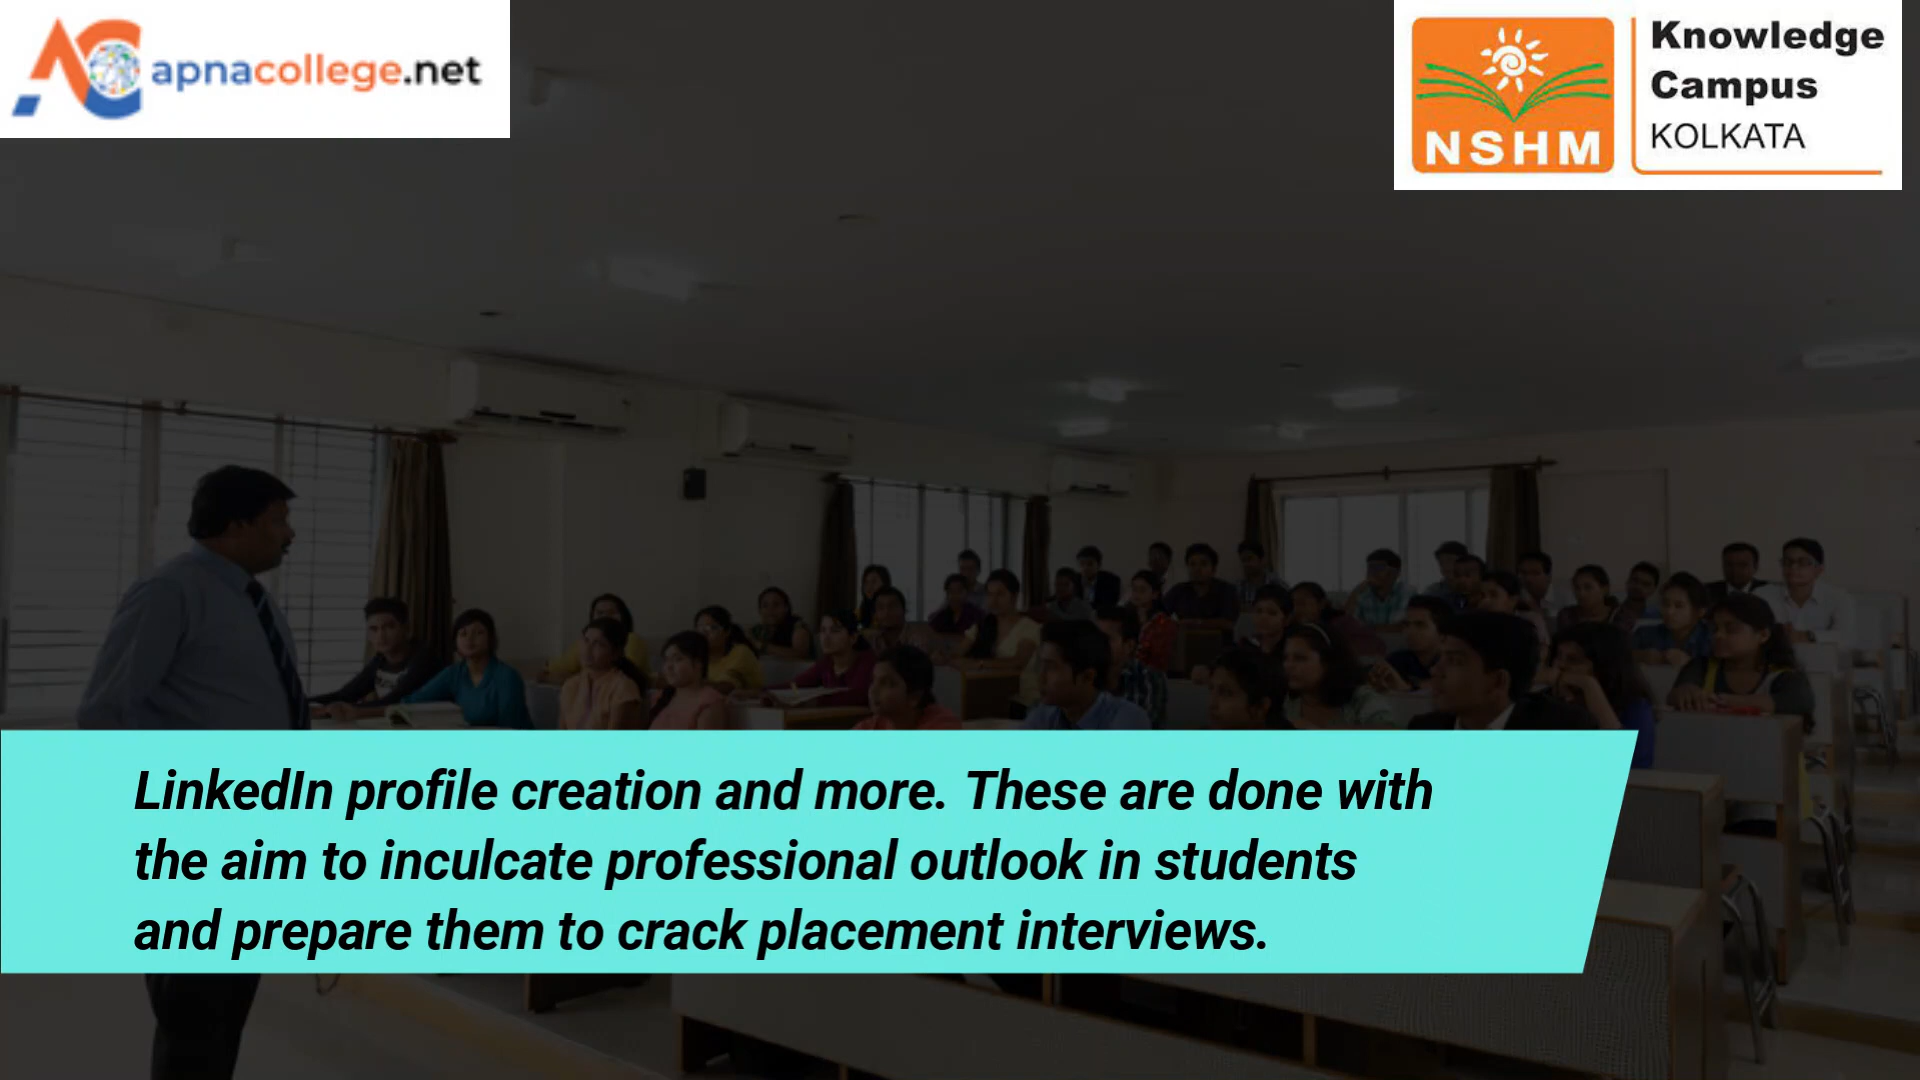 apnacollege.net
NSHM
Knowledge
Campus
KOLKATA
LinkedIn profile creation and more. These are done with
the aim to inculcate professional outlook in students
and prepare them to crack placement interviews.